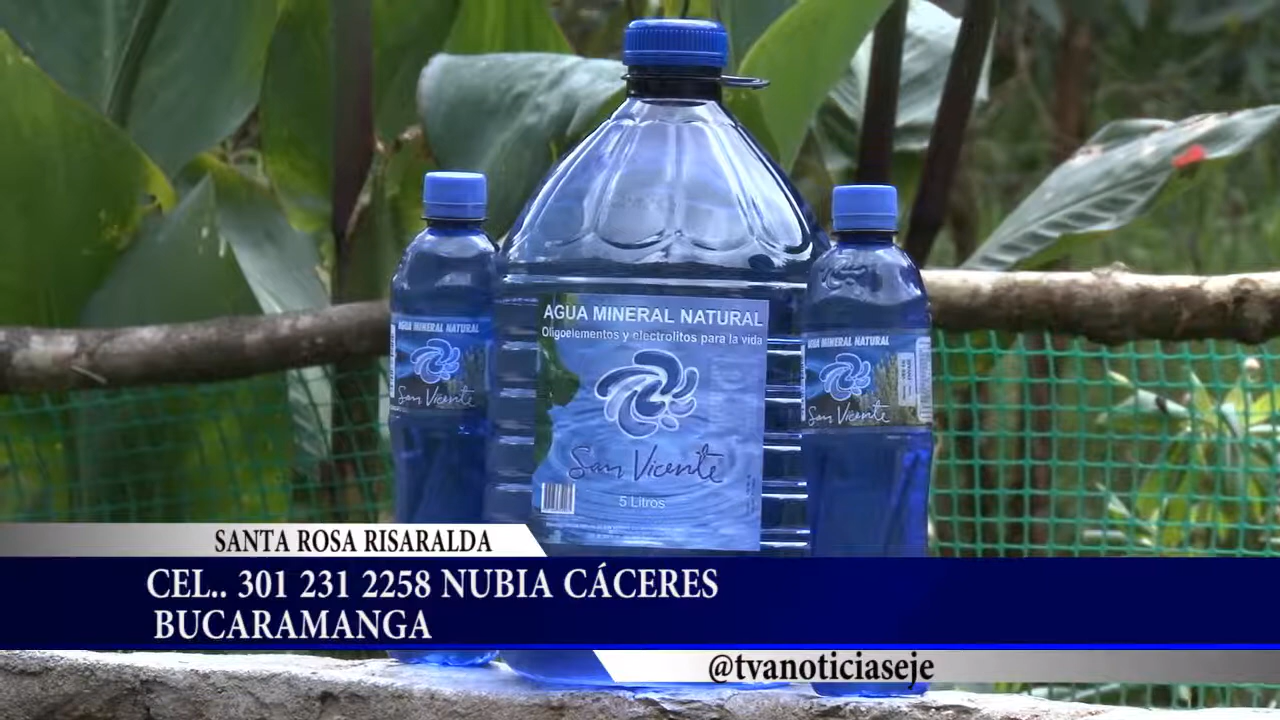 AGUA MINERAL NATURAL
Oligoelementos y electrolitos para la vida
San Vicente
5 Litros
AGUA MINERAL NATURAL
San Vicente
AGUA MINERAL NATURAL
San Vicente
SANTA ROSA RISARALDA
CEL.. 301 231 2258 NUBIA CÁCERES
BUCARAMANGA
@tvanoticiaseje